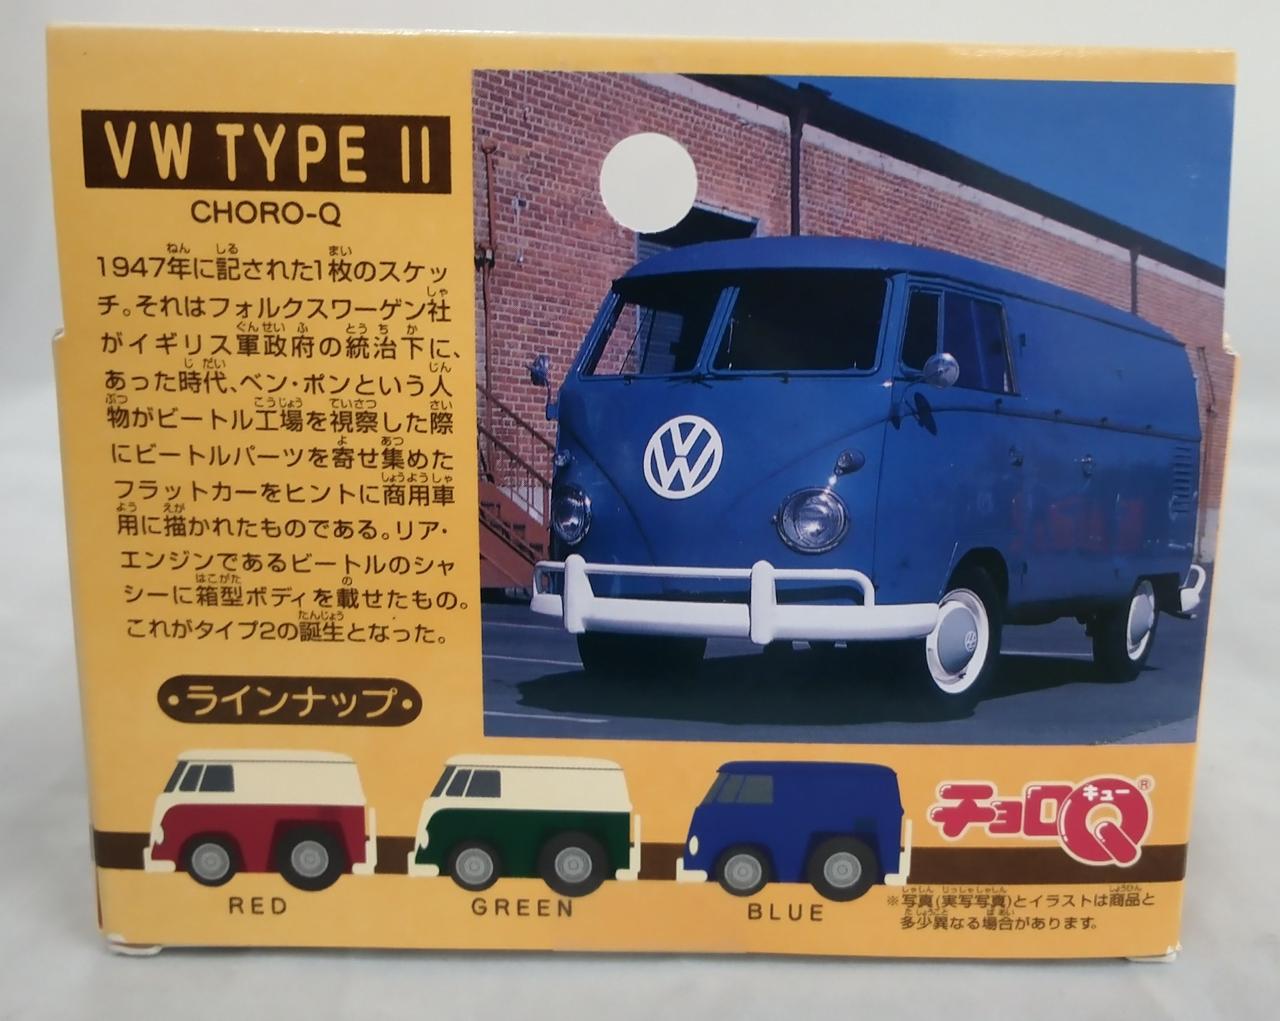 VW TYPE II
CHORO-Q
1947年に記された1枚のスケッ
チ。それはフォルクスワーゲン社
がイギリス軍政府の統治下に、
あった時代、ベン・ポンという人
物がビートル工場を視察した際
にビートルパーツを寄せ集めた
フラットカーをヒントに商用車
用に描かれたものである。リア・
エンジンであるビートルのシャ
シーに箱型ボディを載せたもの。
これがタイプ2の誕生となった。
・ラインナップ・
RED
GREEN
BLUE
チョロQ
キュー
®
※写真(実写写真)とイラストは商品と
多少異なる場合があります。